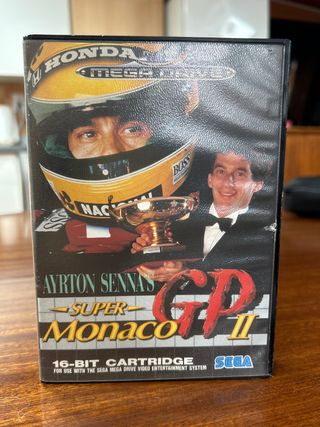 HONDA
MEGA DRIVE
BOSS
NACIONAL
AYRTON SENNA'S
SUPER
Monaco GP II
16-BIT CARTRIDGE
FOR USE WITH THE SEGA MEGA DRIVE VIDEO ENTERTAINMENT SYSTEM
SEGA